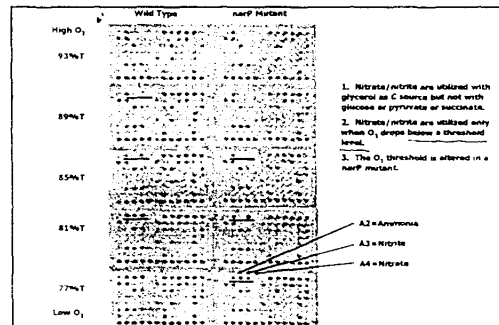 Wild Type
narP Mutant
High O2
93%T
89%T
85%T
81%T
77%T
Low O2
1. Nitrate/nitrite are utilized with
glycerol as C source but not with
glucose or pyruvate or succinate.
2. Nitrate/nitrite are utilized only
when O2 drops below a threshold
level.
3. The O2 threshold is altered in a
narP mutant.
A2=Ammonia
A3=Nitrite
A4=Nitrate